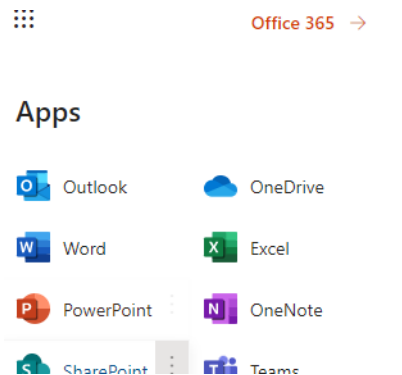 Office 365 →
Apps
Outlook
OneDrive
Word
Excel
PowerPoint
OneNote
SharePoint
Teams